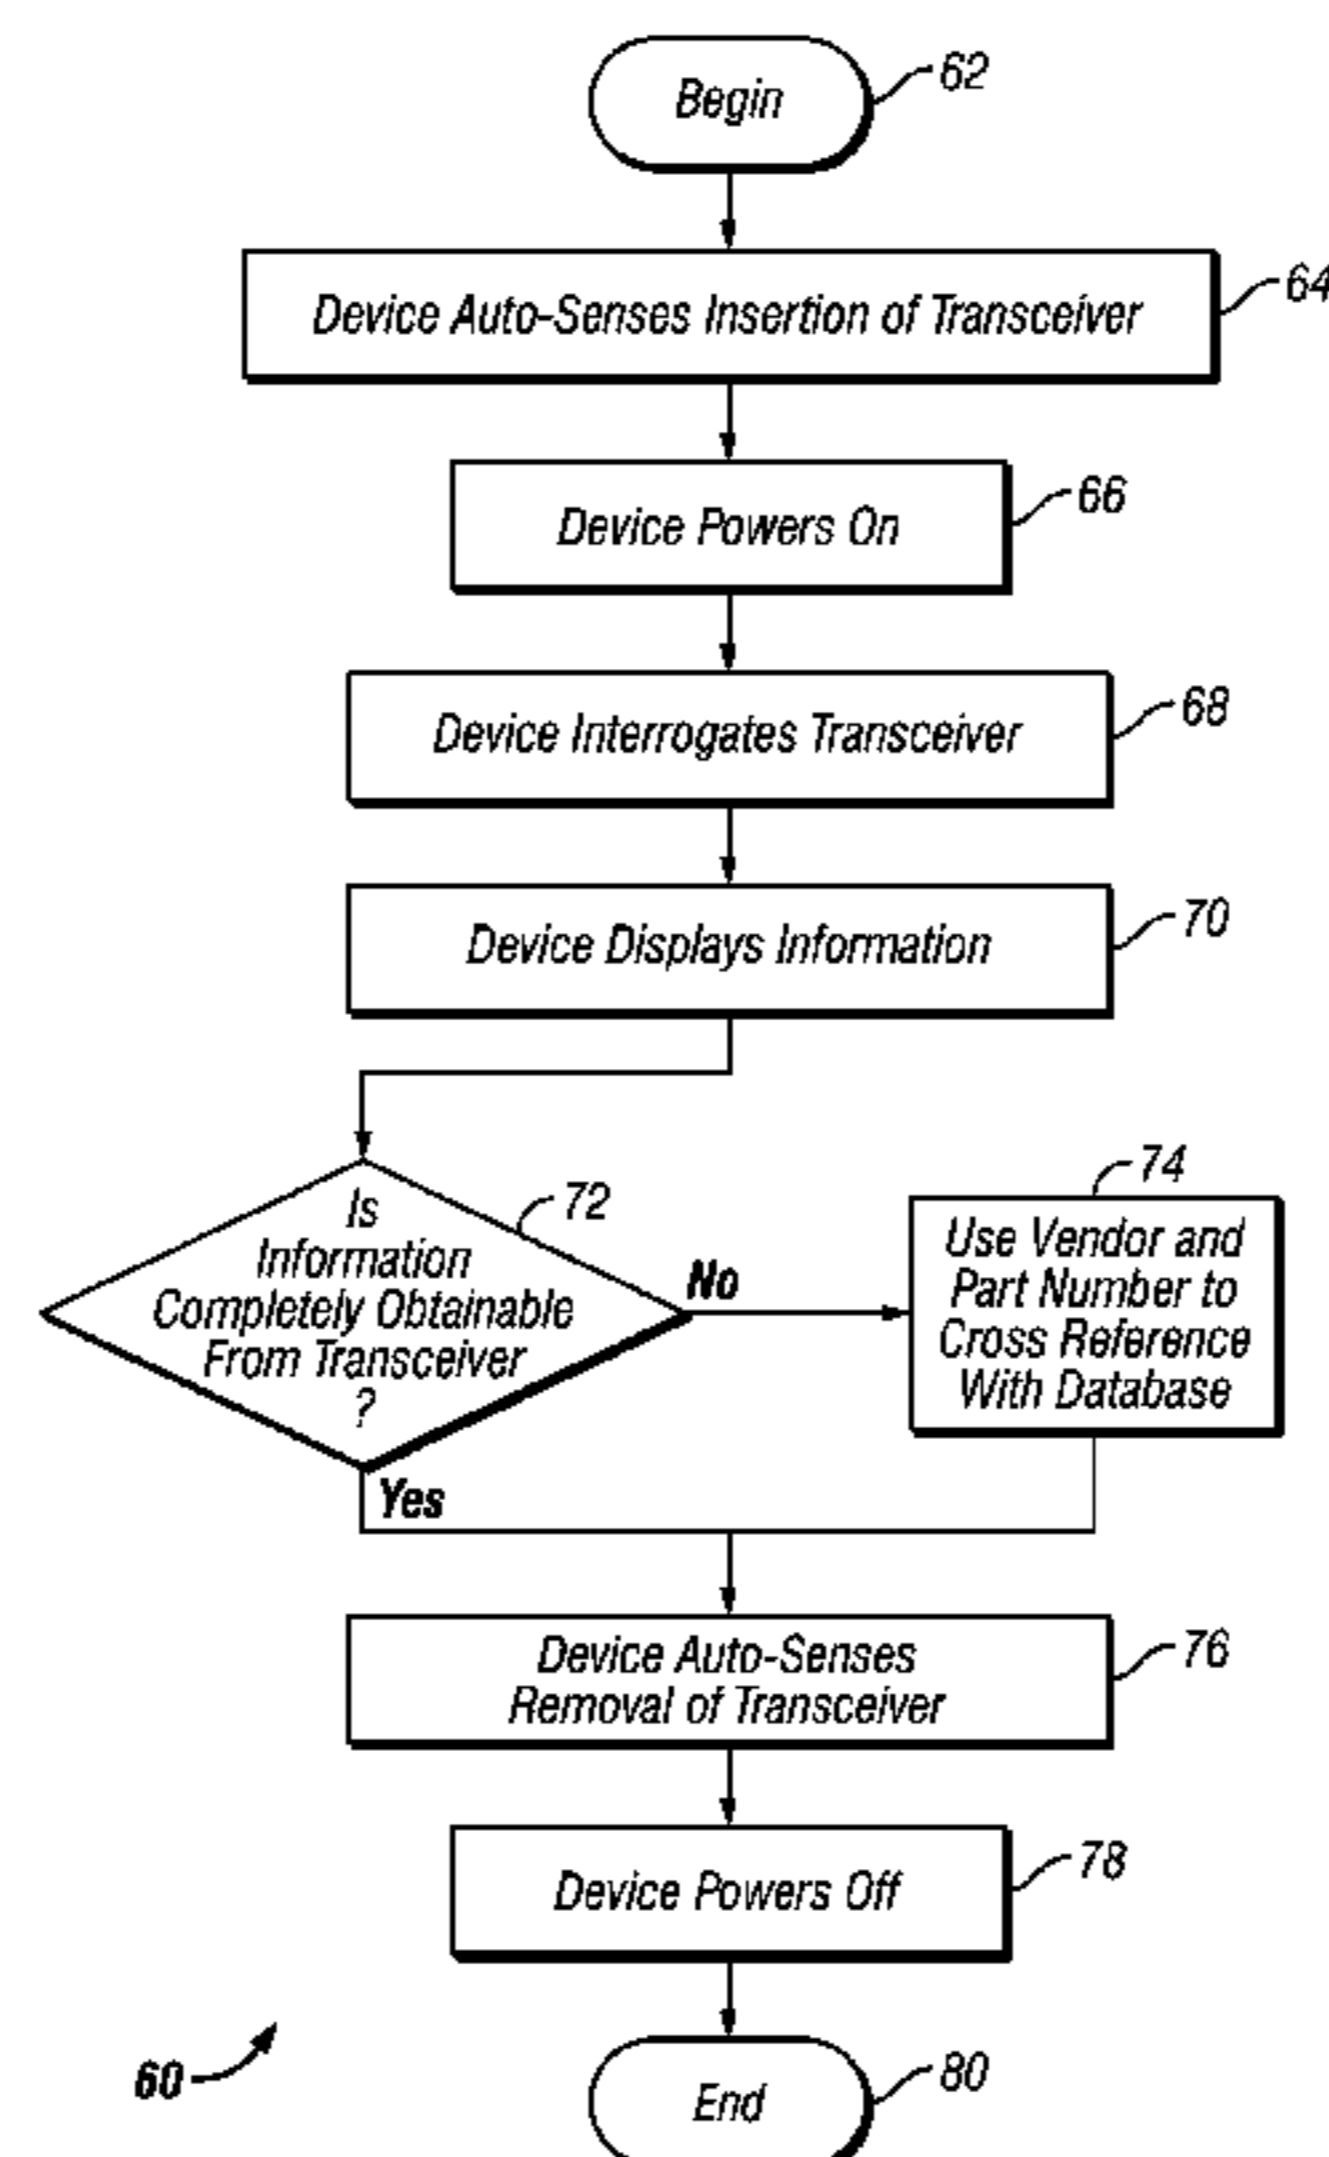 Begin
62
Device Auto-Senses Insertion of Transceiver
64
Device Powers On
66
Device Interrogates Transceiver
68
Device Displays Information
70
Is
Information
Completely Obtainable
From Transceiver
?
72
No
Yes
74
Use Vendor and
Part Number to
Cross Reference
With Database
Device Auto-Senses
Removal of Transceiver
76
Device Powers Off
78
End
80
60